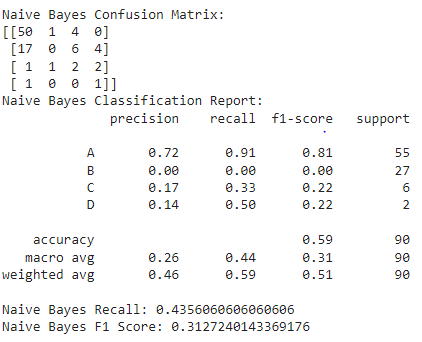 Naive Bayes Confusion Matrix:
[[50 1 4 0]
[17 0 6 4]
[ 1 1 2 2]
[ 1 0 0 1]]
Naive Bayes Classification Report:
precision recall f1-score support
A 0.72 0.91 0.81 55
B 0.00 0.00 0.00 27
C 0.17 0.33 0.22 6
D 0.14 0.50 0.22 2
accuracy 0.59 90
macro avg 0.26 0.44 0.31 90
weighted avg 0.46 0.59 0.51 90
Naive Bayes Recall: 0.4356060606060606
Naive Bayes F1 Score: 0.3127240143369176